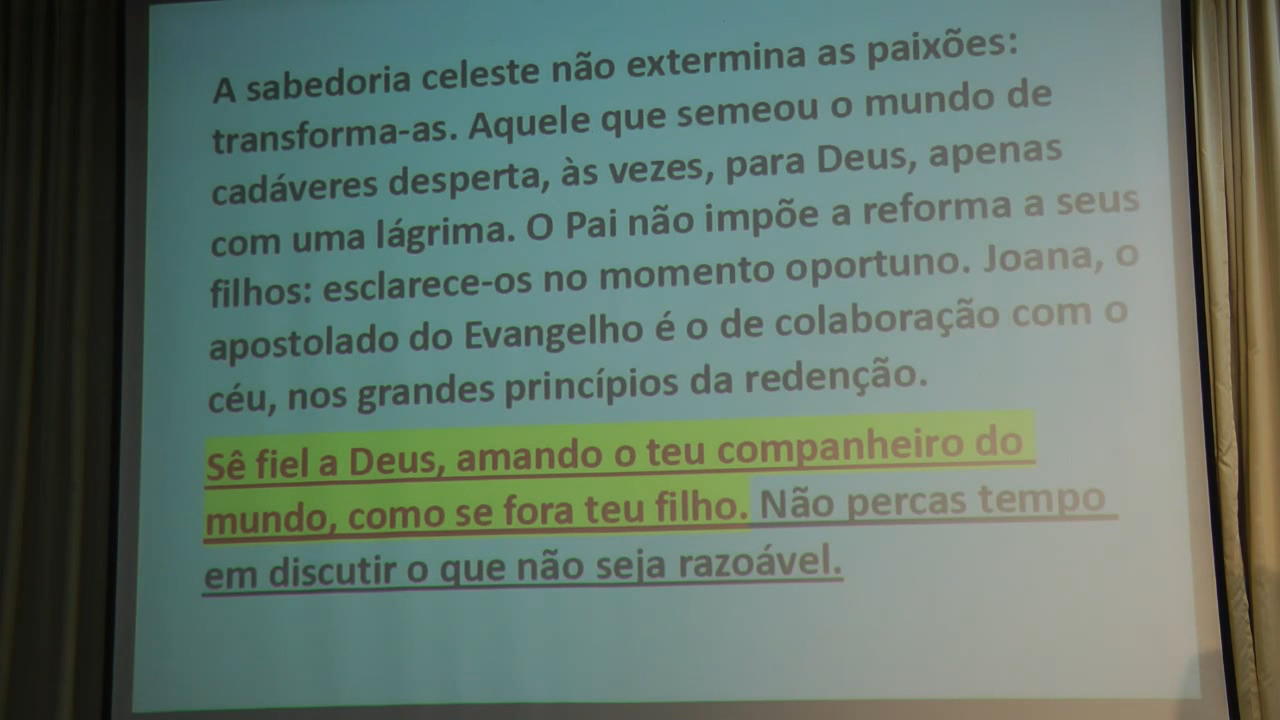 A sabedoria celeste não extermina as paixões:
transforma-as. Aquele que semeou o mundo de
cadáveres desperta, às vezes, para Deus, apenas
com uma lágrima. O Pai não impõe a reforma a seus
filhos: esclarece-os no momento oportuno. Joana, o
apostolado do Evangelho é o de colaboração com o
céu, nos grandes princípios da redenção.
Sê fiel a Deus, amando o teu companheiro do
mundo, como se fora teu filho. Não percas tempo
em discutir o que não seja razoável.